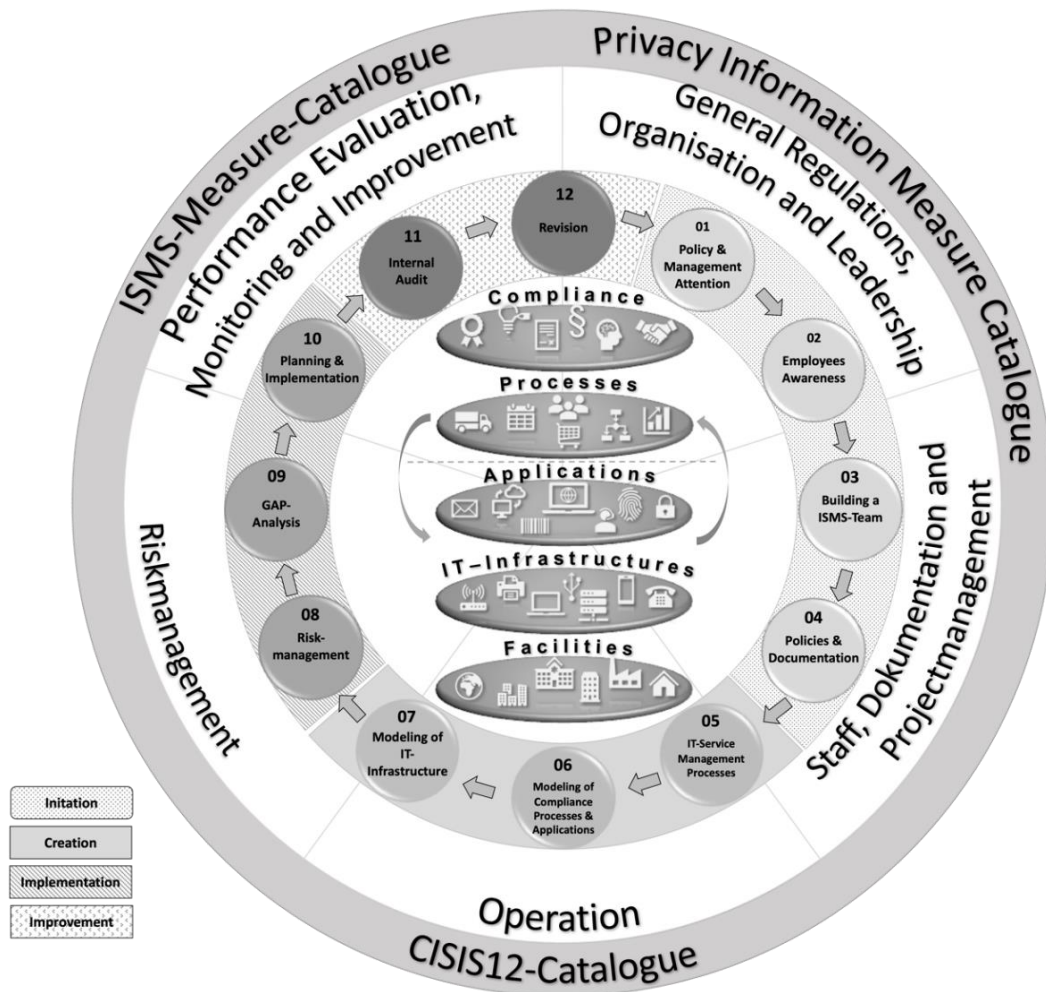 ISMS-Measure-Catalogue
Privacy Information Measure Catalogue
CISIS12-Catalogue
Performance Evaluation,
Monitoring and Improvement
General Regulations,
Organisation and Leadership
Staff, Dokumentation and
Projectmanagement
Operation
Riskmanagement
01
Policy &
Management
Attention
02
Employees
Awareness
03
Building a
ISMS-Team
04
Policies &
Documentation
05
IT-Service
Management
Processes
06
Modeling of
Compliance
Processes &
Applications
07
Modeling of
IT-
Infrastructure
08
Risk-
management
09
GAP-
Analysis
10
Planning &
Implementation
11
Internal
Audit
12
Revision
Compliance
§
Processes
Applications
IT–Infrastructures
Facilities
Initation
Creation
Implementation
Improvement